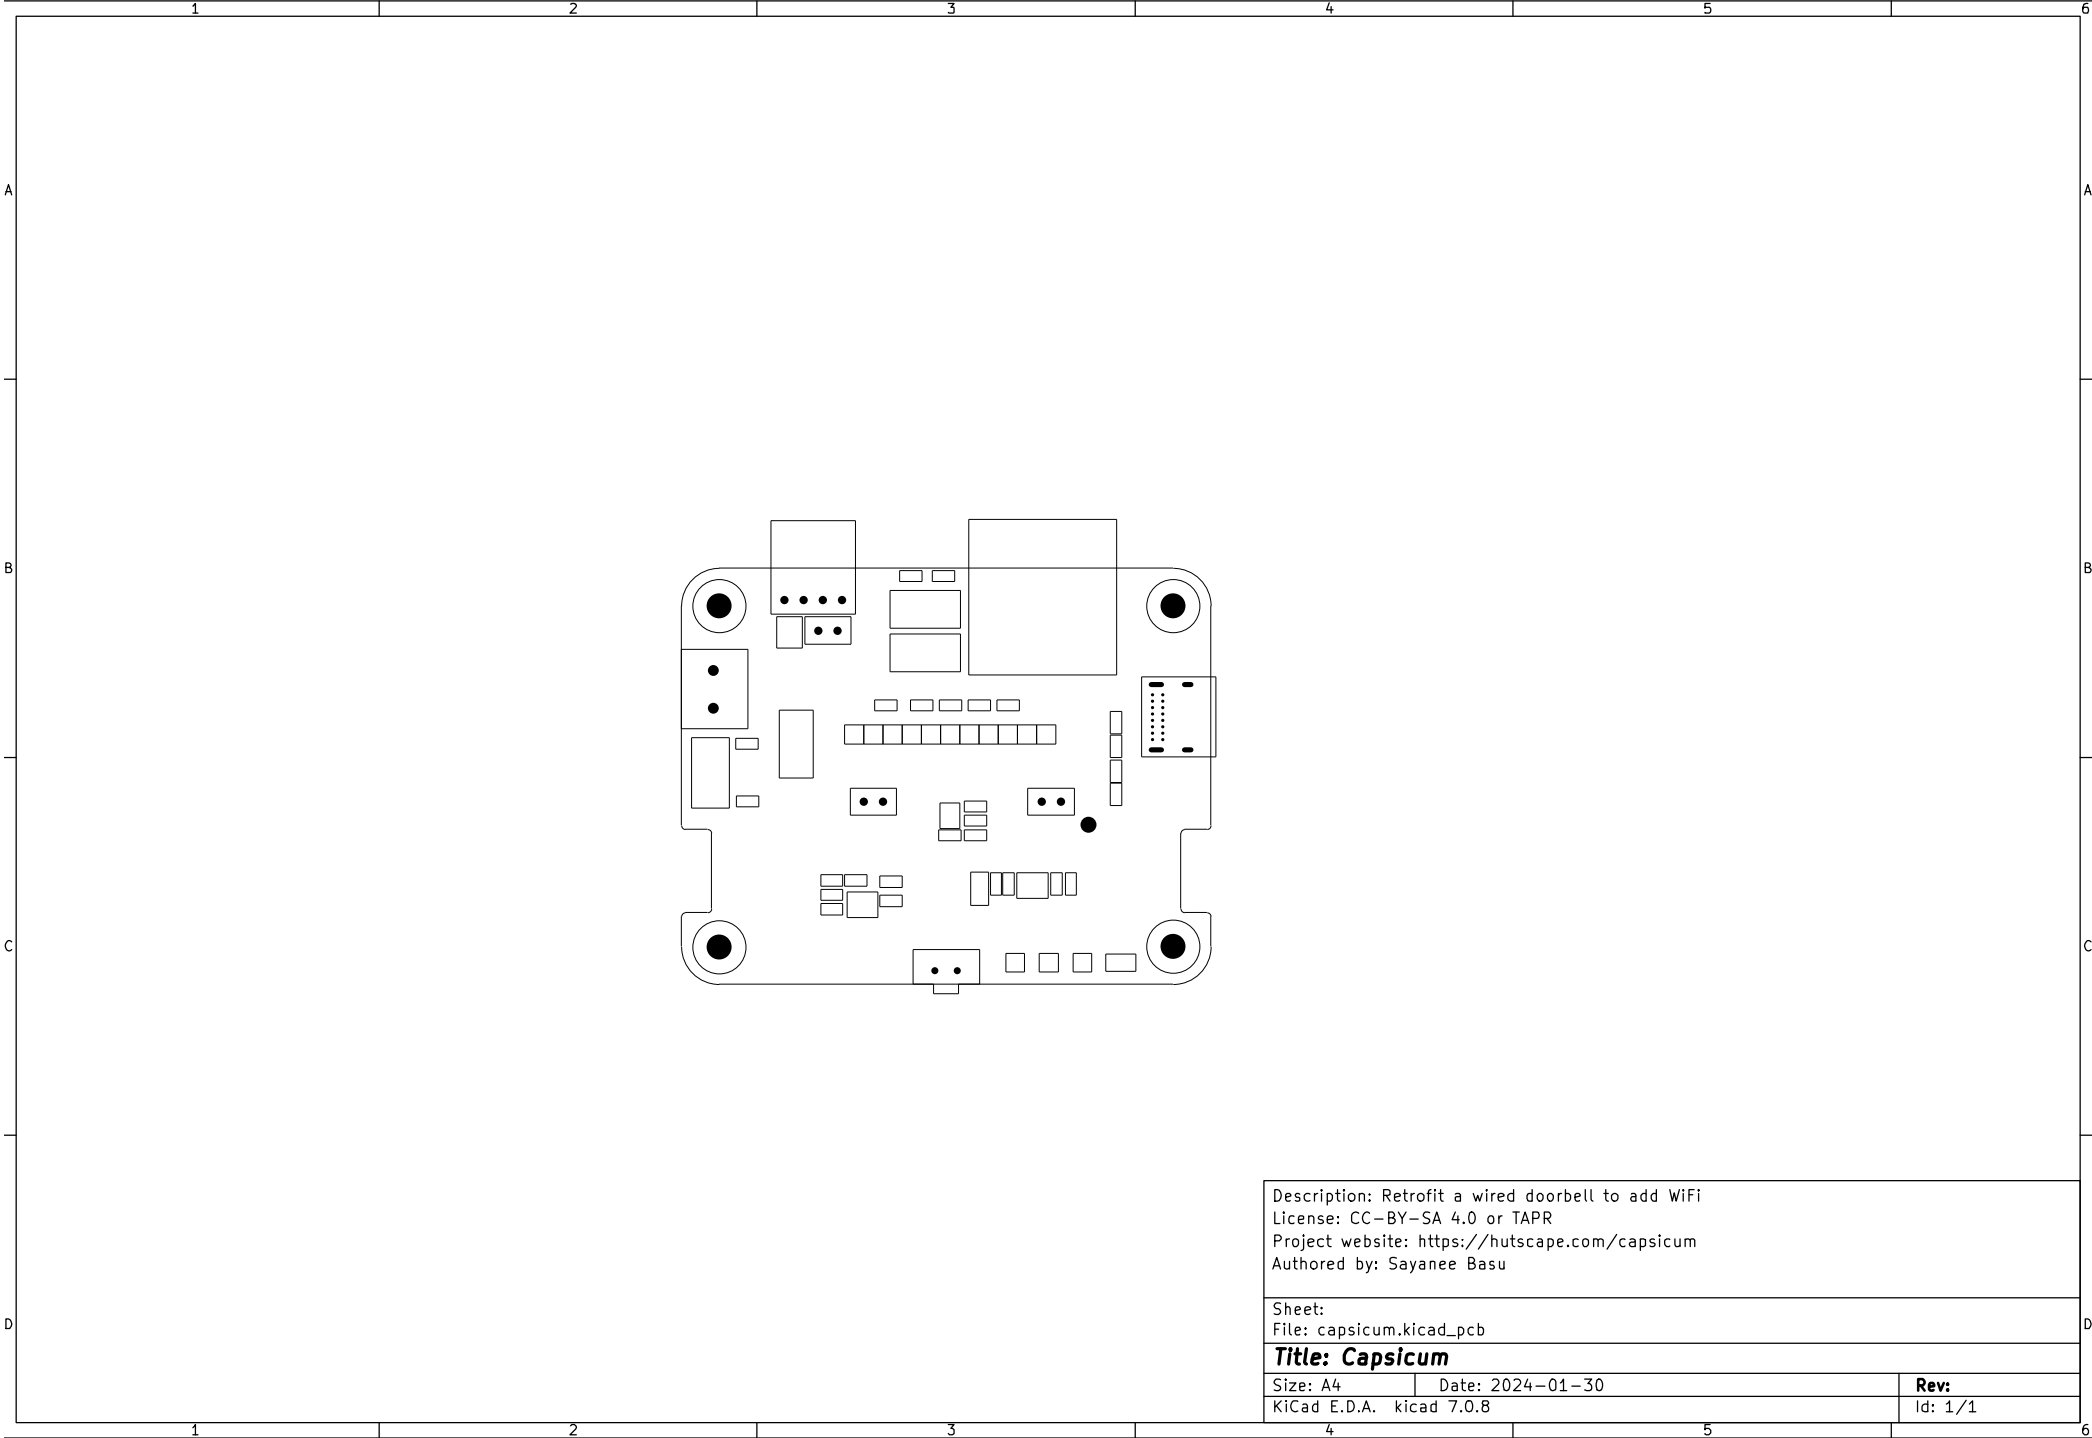 1 2 3 4 5 6
A A
B B
C C
Description: Retrofit a wired doorbell to add WiFi
License: CC-BY-SA 4.0 or TAPR
Project website: https://hutscape.com/capsicum
Authored by: Sayanee Basu
Sheet:
D D
File: capsicum.kicad_pcb
Title: Capsicum
Size: A4 Date: 2024-01-30 Rev:
KiCad E.D.A. kicad 7.0.8 Id: 1/1
1 2 3 4 5 6